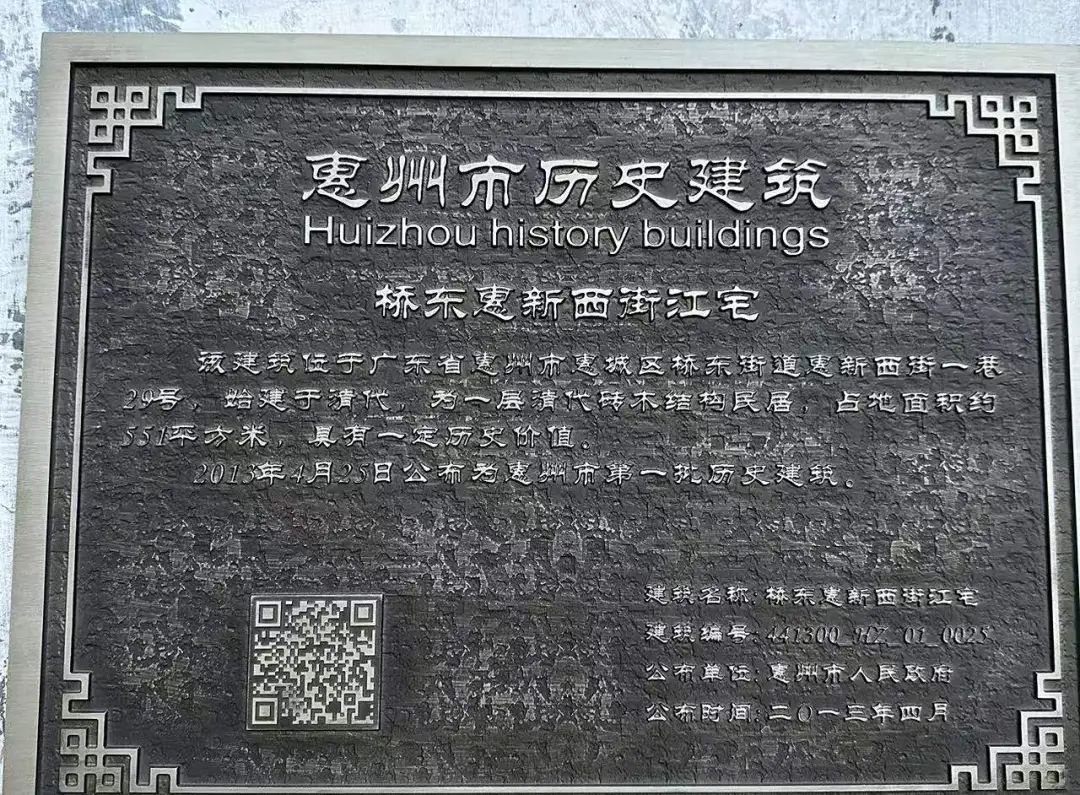 惠州市历史建筑
Huizhou history buildings
桥东惠新西街江宅
该建筑位于广东省惠州市惠城区桥东街道惠新西街一巷
29号，始建于清代，为一层清代砖木结构民居，占地面积约
551平方米，具有一定历史价值。
2013年4月25日公布为惠州市第一批历史建筑。
建筑名称：桥东惠新西街江宅
建筑编号：441300_HZ_01_0025
公布单位：惠州市人民政府
公布时间：二〇一三年四月